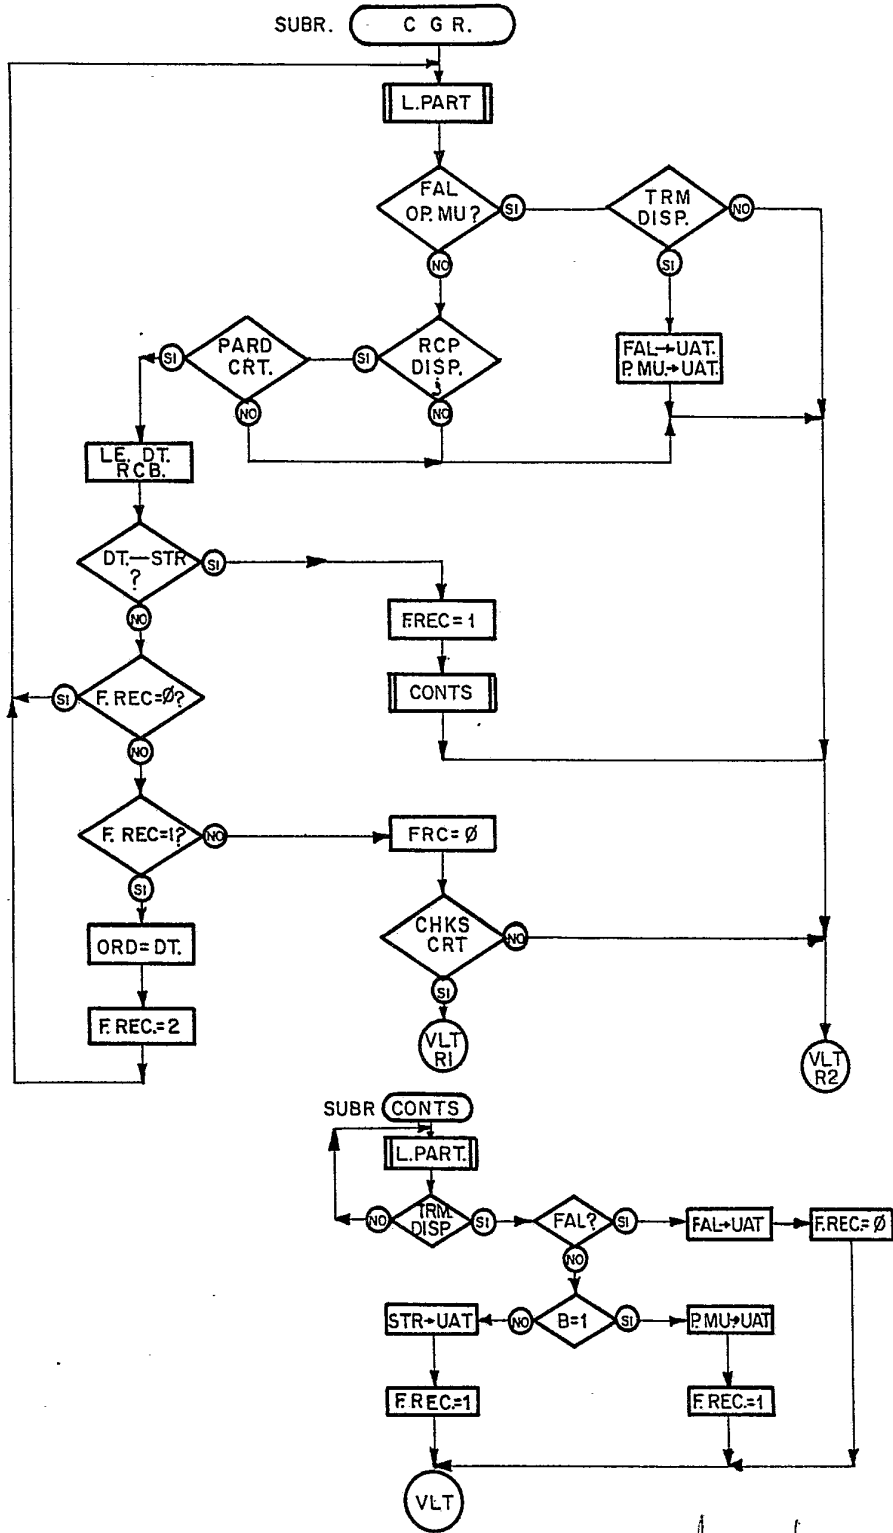 SUBR. C G R.
L.PART
FAL
OP. MU?
SI
TRM
DISP.
NO
NO
SI
PARD
CRT.
SI
SI
RCP
DISP.
?
FAL→UAT.
P. MU→UAT.
NO
NO
LE. DT.
RCB.
DT.—STR
?
SI
NO
F.REC=1
CONTS
SI
F. REC=Ø?
NO
F. REC=1?
NO
FRC=Ø
SI
CHKS
CRT
NO
ORD=DT.
SI
F. REC.=2
VLT
R1
VLT
R2
SUBR CONTS
L.PART.
NO
TRM.
DISP
SI
FAL?
SI
FAL→UAT
F.REC.=Ø
NO
STR→UAT
NO
B=1
SI
P.MU→UAT
F.REC.=1
F.REC.=1
VLT